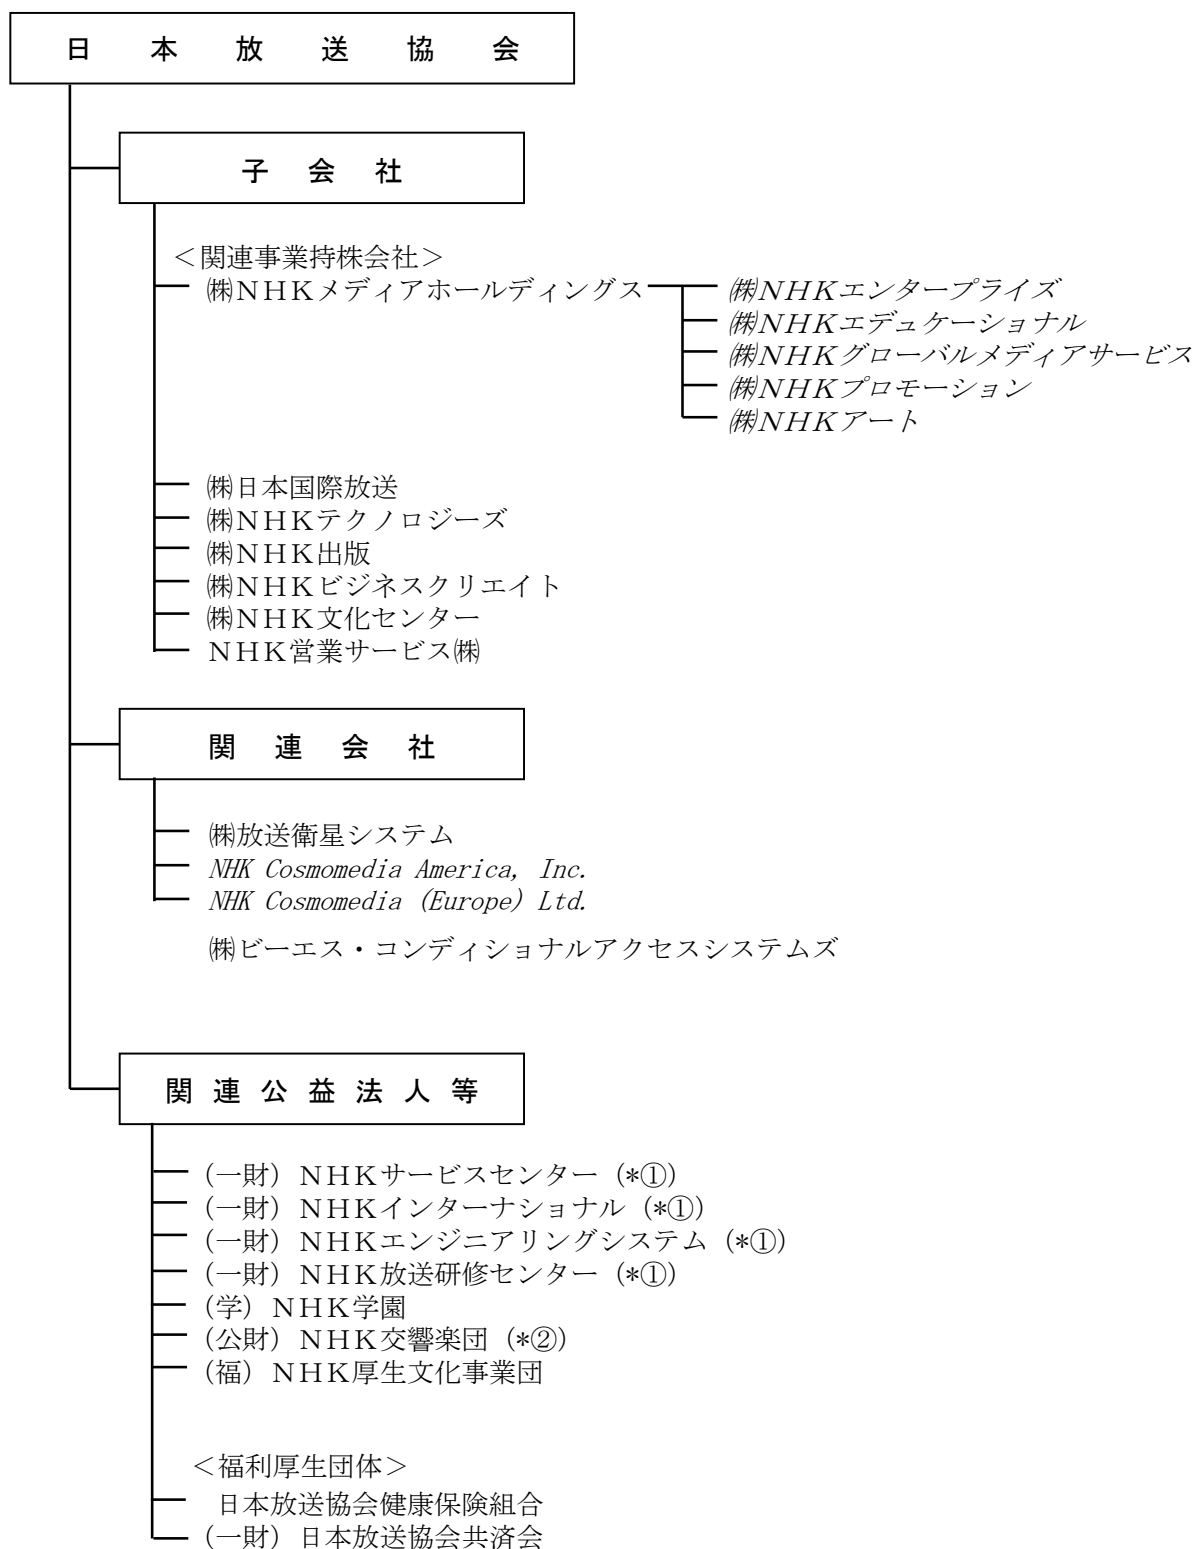 日本放送協会
子会社
＜関連事業持株会社＞
㈱ＮＨＫメディアホールディングス
㈱ＮＨＫエンタープライズ
㈱ＮＨＫエデュケーショナル
㈱ＮＨＫグローバルメディアサービス
㈱ＮＨＫプロモーション
㈱ＮＨＫアート
㈱日本国際放送
㈱ＮＨＫテクノロジーズ
㈱ＮＨＫ出版
㈱ＮＨＫビジネスクリエイト
㈱ＮＨＫ文化センター
ＮＨＫ営業サービス㈱
関連会社
㈱放送衛星システム
NHK Cosmomedia America, Inc.
NHK Cosmomedia (Europe) Ltd.
㈱ビーエス・コンディショナルアクセスシステムズ
関連公益法人等
（一財）ＮＨＫサービスセンター（*①）
（一財）ＮＨＫインターナショナル（*①）
（一財）ＮＨＫエンジニアリングシステム（*①）
（一財）ＮＨＫ放送研修センター（*①）
（学）ＮＨＫ学園
（公財）ＮＨＫ交響楽団（*②）
（福）ＮＨＫ厚生文化事業団
＜福利厚生団体＞
日本放送協会健康保険組合
（一財）日本放送協会共済会